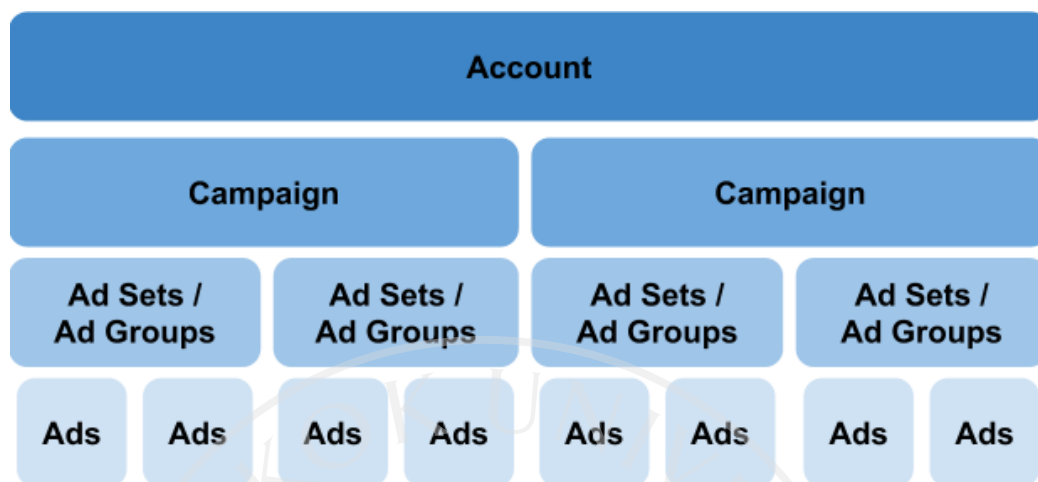 Account
Campaign Campaign
Ad Sets / Ad Sets / Ad Sets / Ad Sets /
Ad Groups Ad Groups Ad Groups Ad Groups
Ads Ads Ads Ads Ads Ads Ads Ads